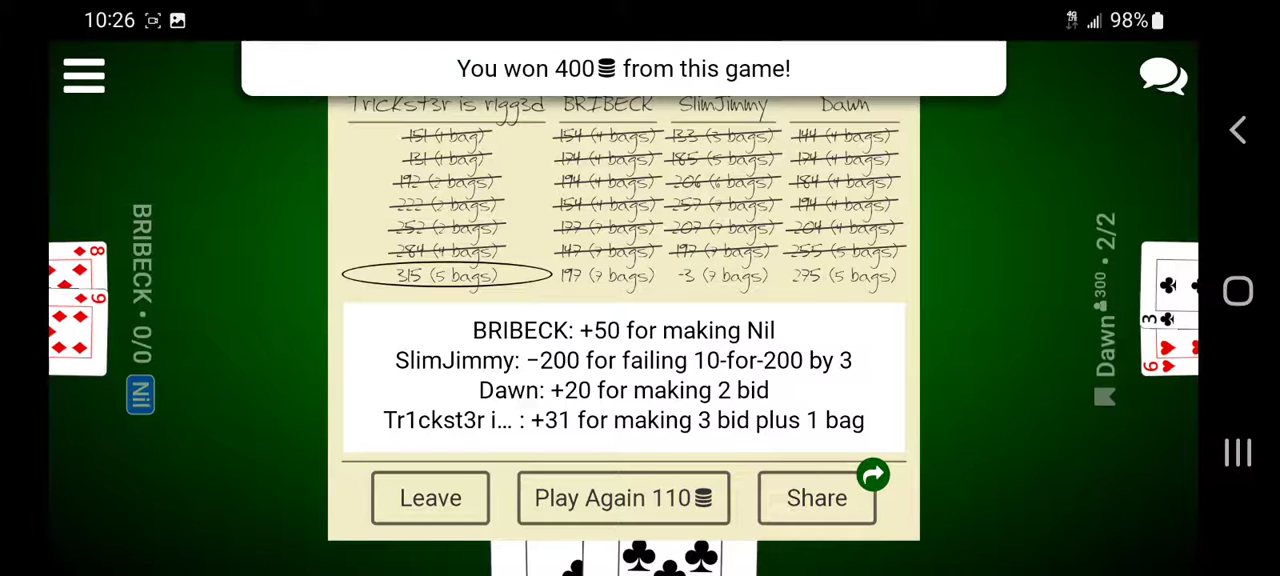 10:26 98%
You won 400 from this game!
Tr1ckst3r is r1gg3d BRIBECK SlimJimmy Dawn
151 (1 bag) 154 (4 bags) 133 (3 bags) 144 (4 bags)
131 (1 bag) 174 (4 bags) 185 (5 bags) 174 (4 bags)
192 (2 bags) 194 (4 bags) 206 (6 bags) 184 (4 bags)
222 (2 bags) 154 (4 bags) 257 (7 bags) 194 (4 bags)
252 (2 bags) 177 (7 bags) 207 (7 bags) 204 (4 bags)
284 (4 bags) 147 (7 bags) 197 (7 bags) 255 (5 bags)
315 (5 bags) 197 (7 bags) -3 (7 bags) 275 (5 bags)
BRIBECK: +50 for making Nil
SlimJimmy: −200 for failing 10-for-200 by 3
Dawn: +20 for making 2 bid
Tr1ckst3r i... : +31 for making 3 bid plus 1 bag
Leave Play Again 110 Share
BRIBECK • 0/0 Nil
Dawn 300 • 2/2
8
9
3
9